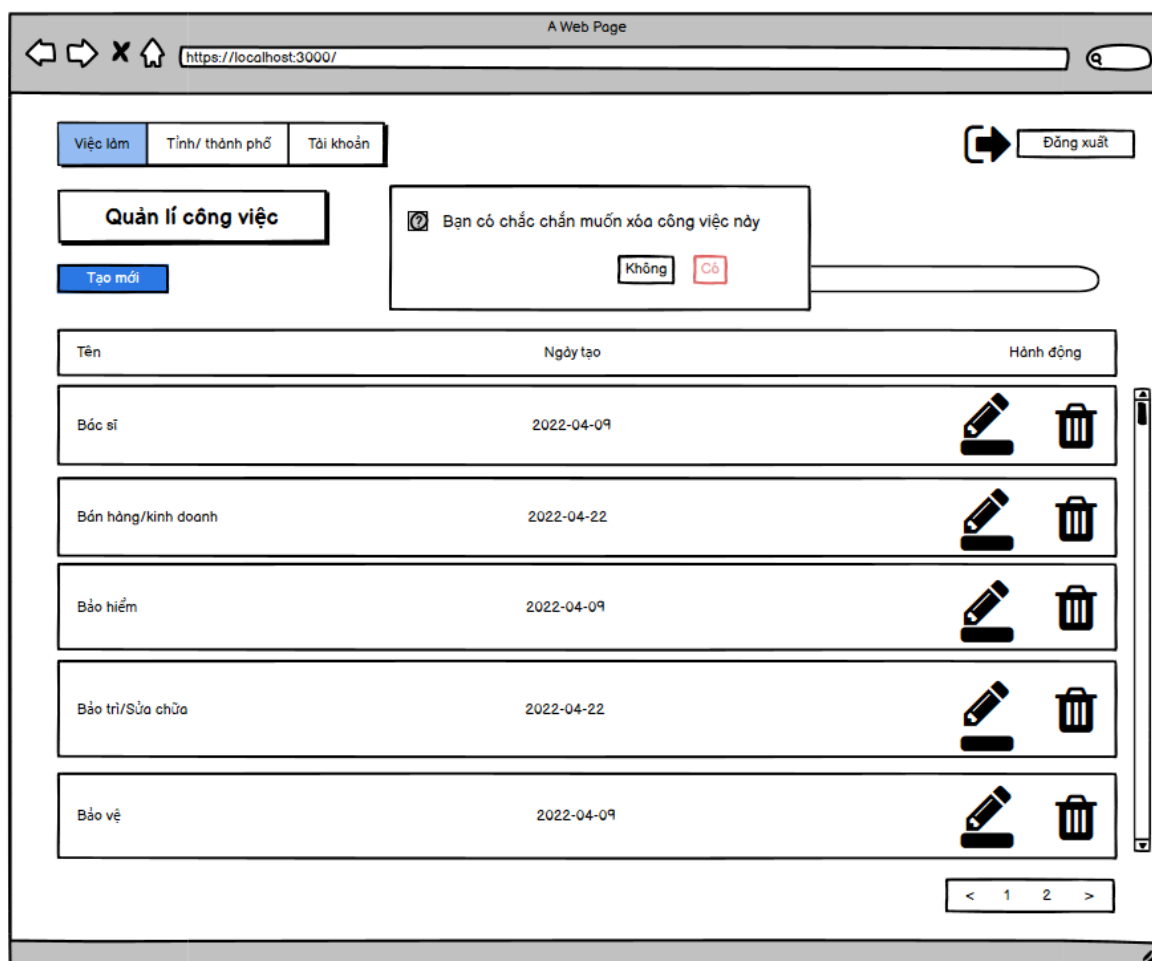 A Web Page
https://localhost:3000/
Việc làm Tỉnh/ thành phố Tài khoản Đăng xuất
Quản lí công việc
Bạn có chắc chắn muốn xóa công việc này
Không Có
Tạo mới
Tên Ngày tạo Hành động
Bác sĩ 2022-04-09
Bán hàng/kinh doanh 2022-04-22
Bảo hiểm 2022-04-09
Bảo trì/Sửa chữa 2022-04-22
Bảo vệ 2022-04-09
< 1 2 >